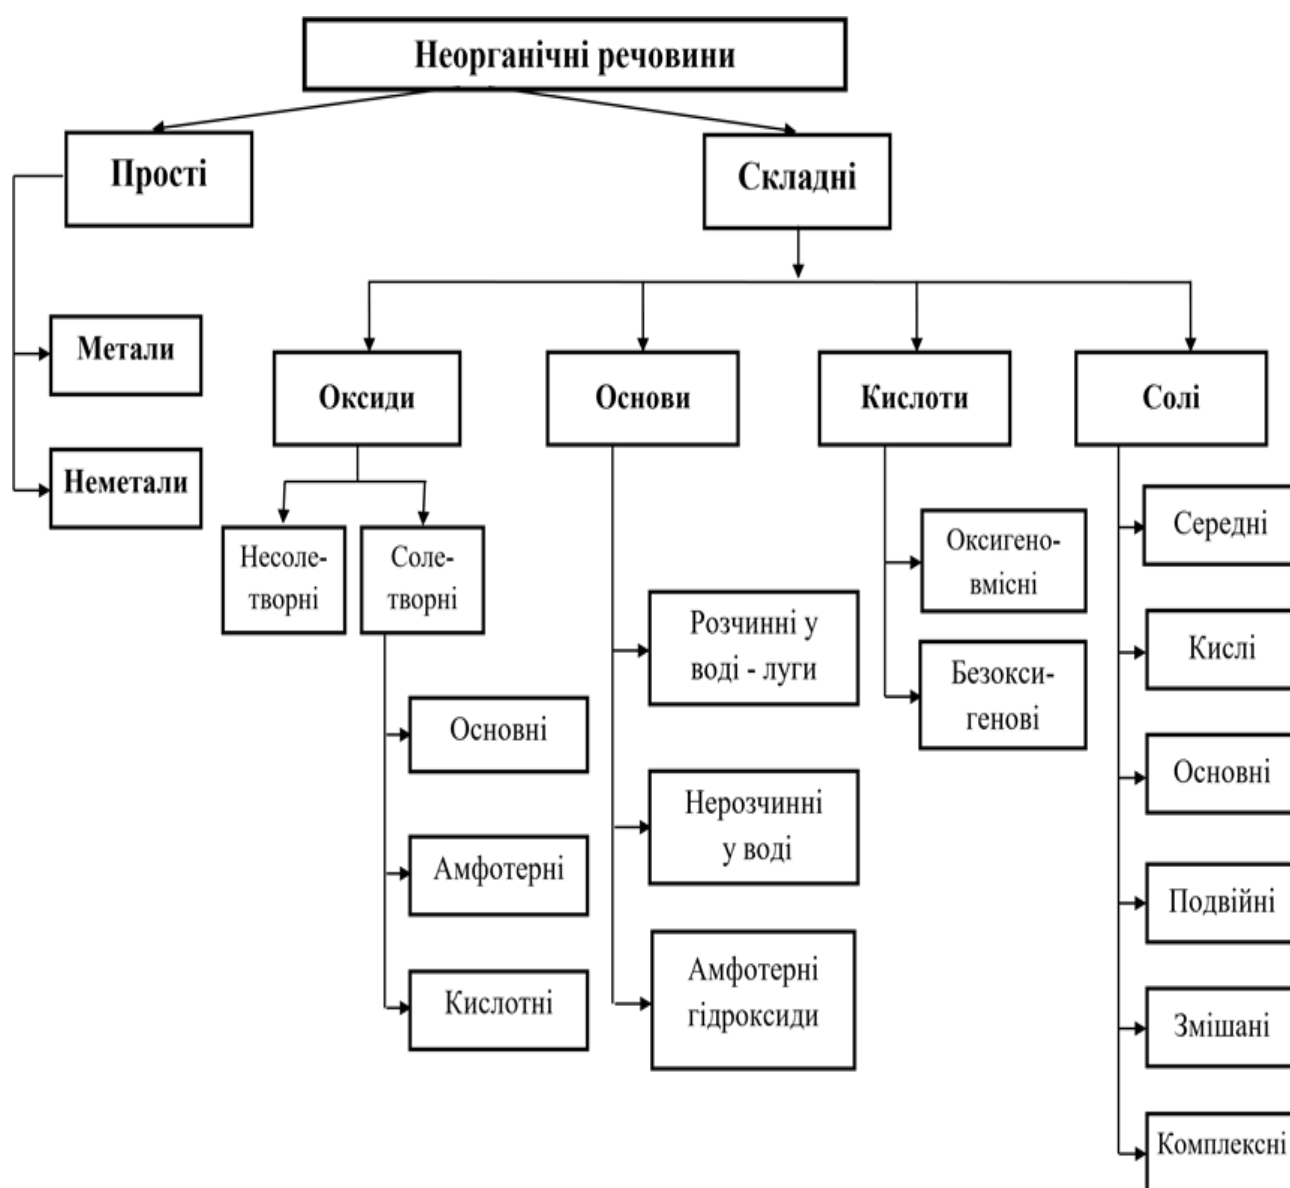 Неорганічні речовини
Прості
Складні
Метали
Неметали
Оксиди
Основи
Кислоти
Солі
Несоле-
творні
Соле-
творні
Основні
Амфотерні
Кислотні
Розчинні у
воді - луги
Нерозчинні
у воді
Амфотерні
гідроксиди
Оксигено-
вмісні
Безокси-
генові
Середні
Кислі
Основні
Подвійні
Змішані
Комплексні